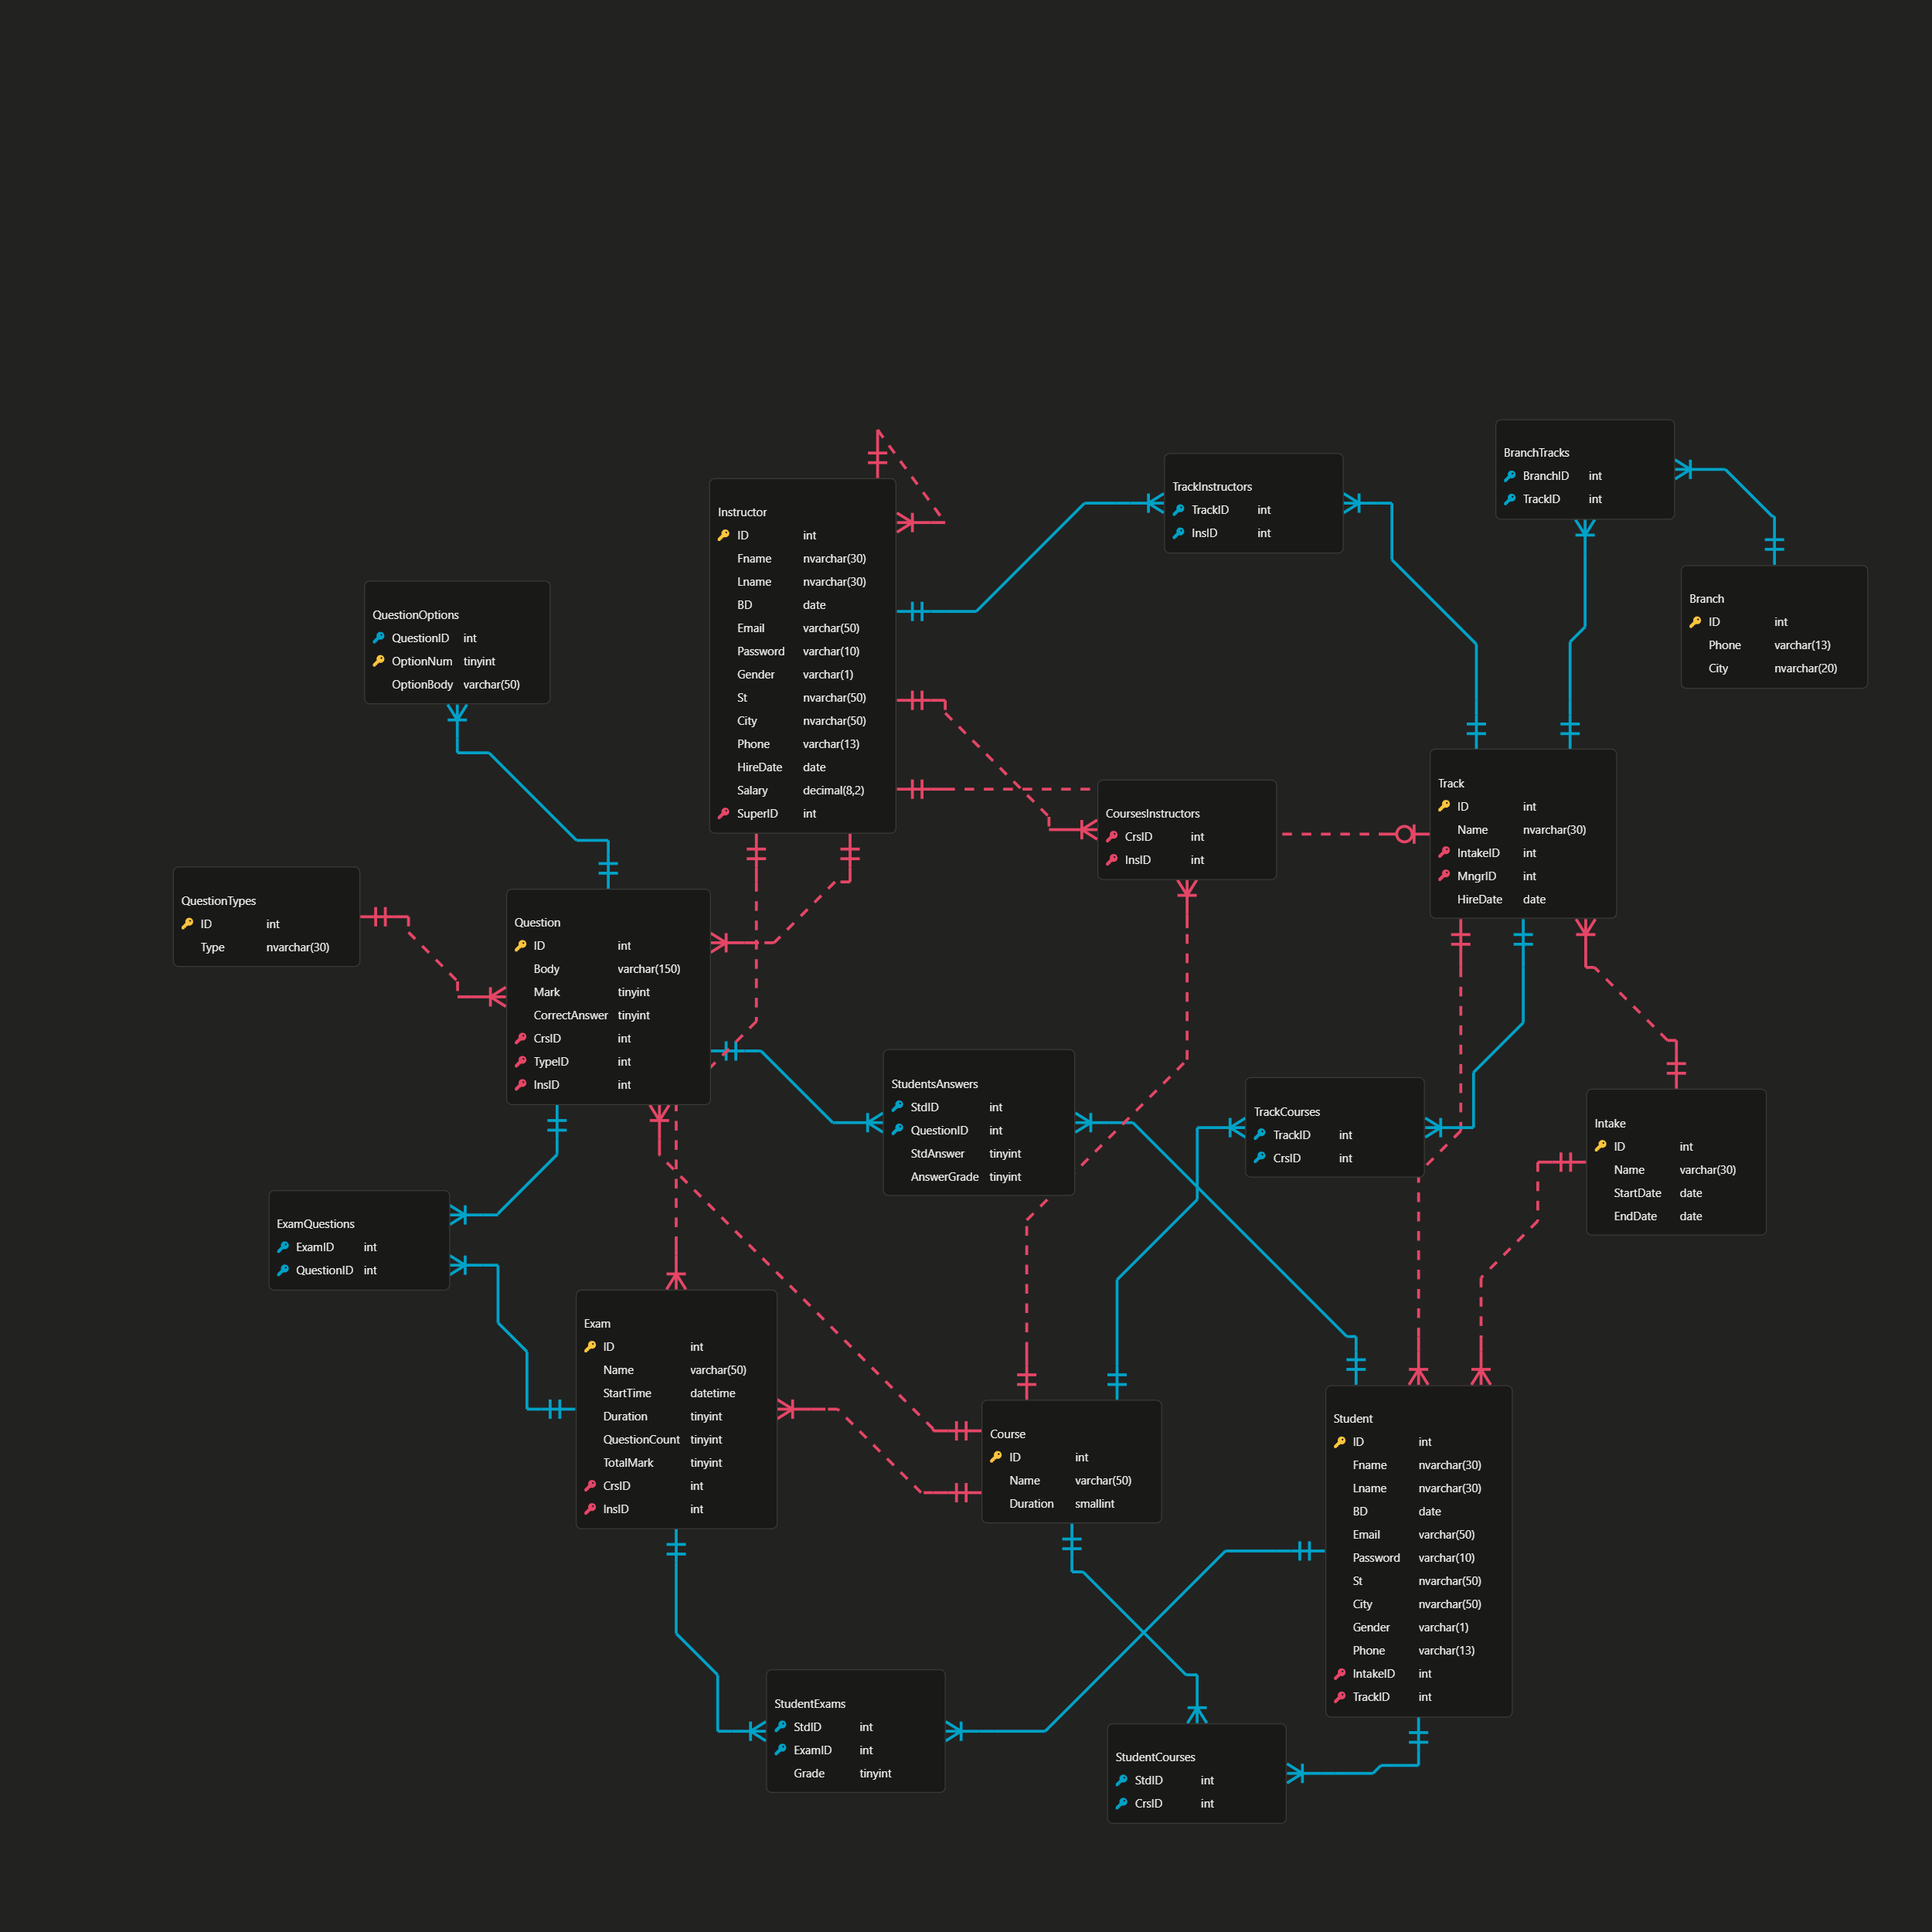 BranchTracks
BranchID int
TrackID int
TrackInstructors
TrackID int
InsID int
Instructor
ID int
Fname nvarchar(30)
Lname nvarchar(30)
BD date
Email varchar(50)
Password varchar(10)
Gender varchar(1)
St nvarchar(50)
City nvarchar(50)
Phone varchar(13)
HireDate date
Salary decimal(8,2)
SuperID int
Branch
ID int
Phone varchar(13)
City nvarchar(20)
QuestionOptions
QuestionID int
OptionNum tinyint
OptionBody varchar(50)
Track
ID int
Name nvarchar(30)
IntakeID int
MngrID int
HireDate date
CoursesInstructors
CrsID int
InsID int
QuestionTypes
ID int
Type nvarchar(30)
Question
ID int
Body varchar(150)
Mark tinyint
CorrectAnswer tinyint
CrsID int
TypeID int
InsID int
StudentsAnswers
StdID int
QuestionID int
StdAnswer tinyint
AnswerGrade tinyint
TrackCourses
TrackID int
CrsID int
Intake
ID int
Name varchar(30)
StartDate date
EndDate date
ExamQuestions
ExamID int
QuestionID int
Exam
ID int
Name varchar(50)
StartTime datetime
Duration tinyint
QuestionCount tinyint
TotalMark tinyint
CrsID int
InsID int
Course
ID int
Name varchar(50)
Duration smallint
Student
ID int
Fname nvarchar(30)
Lname nvarchar(30)
BD date
Email varchar(50)
Password varchar(10)
St nvarchar(50)
City nvarchar(50)
Gender varchar(1)
Phone varchar(13)
IntakeID int
TrackID int
StudentExams
StdID int
ExamID int
Grade tinyint
StudentCourses
StdID int
CrsID int